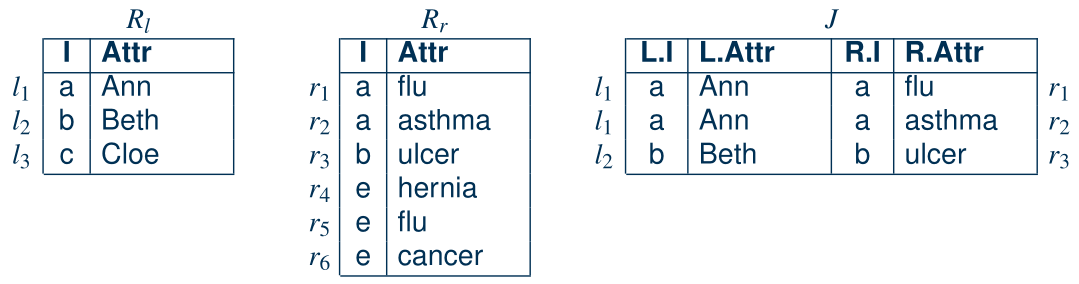 R_l R_r J
I Attr I Attr L.I L.Attr R.I R.Attr
l_1 a Ann r_1 a flu l_1 a Ann a flu r_1
l_2 b Beth r_2 a asthma l_1 a Ann a asthma r_2
l_3 c Cloe r_3 b ulcer l_2 b Beth b ulcer r_3
r_4 e hernia
r_5 e flu
r_6 e cancer